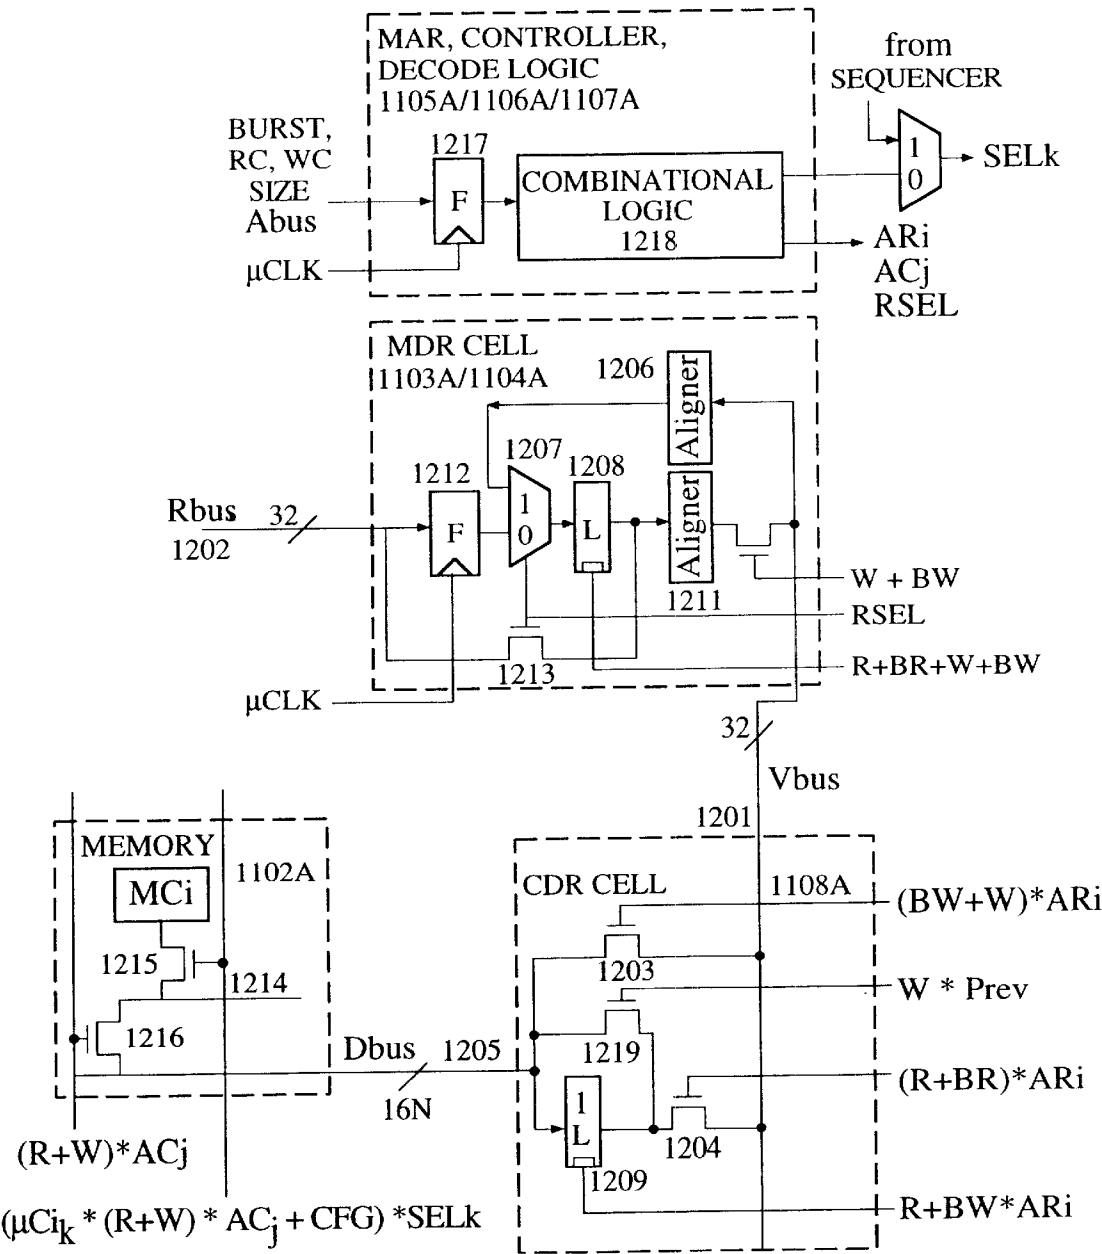 MAR, CONTROLLER,
DECODE LOGIC
1105A/1106A/1107A
from
SEQUENCER
BURST,
RC, WC
SIZE
Abus
1217
F
COMBINATIONAL
LOGIC
1218
1
0
SELk
μCLK
ARi
ACj
RSEL
MDR CELL
1103A/1104A
1206
Aligner
1207
1208
1212
Rbus
32
1202
F
1
0
L
Aligner
1211
W + BW
RSEL
1213
R+BR+W+BW
μCLK
32
Vbus
1201
MEMORY
1102A
MCi
1215
1214
1216
CDR CELL
1108A
(BW+W)*ARi
1203
W * Prev
1219
Dbus
1205
16N
(R+BR)*ARi
1
L
1204
1209
R+BW*ARi
(R+W)*ACj
(μCik * (R+W) * ACj + CFG) *SELk